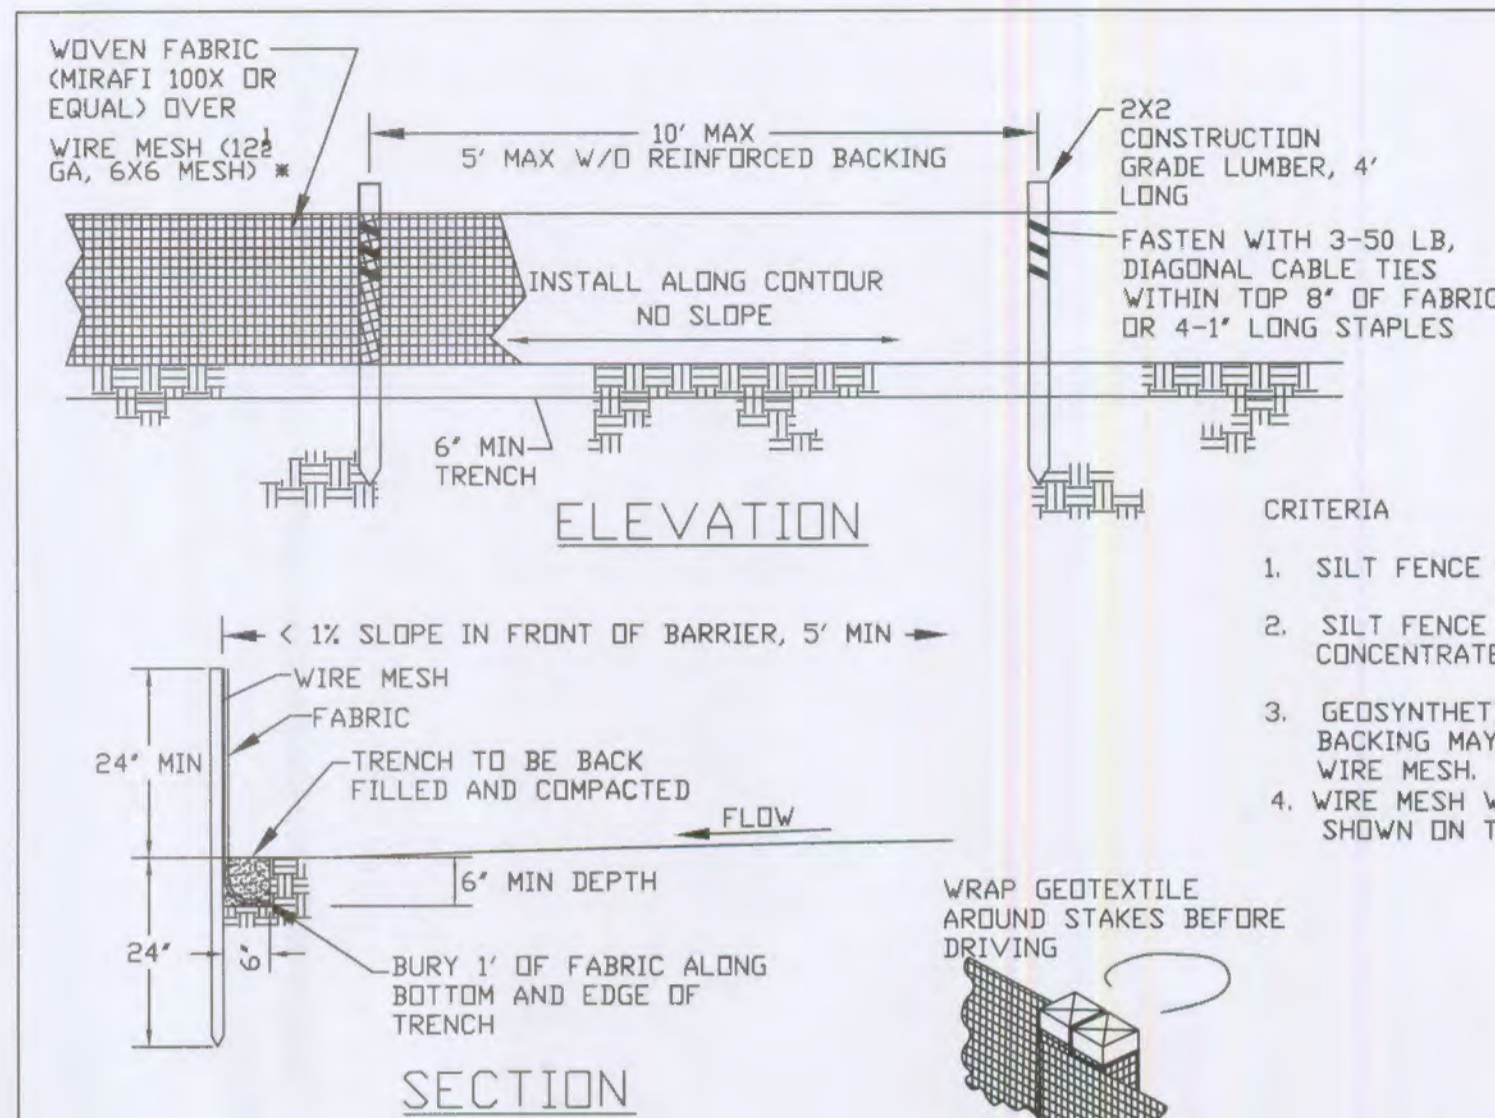 WOVEN FABRIC
(MIRAFI 100X OR
EQUAL) OVER
WIRE MESH (12½
GA, 6X6 MESH) *
10' MAX
5' MAX W/O REINFORCED BACKING
2X2
CONSTRUCTION
GRADE LUMBER, 4'
LONG
FASTEN WITH 3-50 LB,
DIAGONAL CABLE TIES
WITHIN TOP 8" OF FABRIC
OR 4-1" LONG STAPLES
INSTALL ALONG CONTOUR
NO SLOPE
6" MIN
TRENCH
ELEVATION
CRITERIA
1. SILT FENCE
2. SILT FENCE
CONCENTRATE
3. GEOSYNTHET
BACKING MAY
WIRE MESH.
4. WIRE MESH W
SHOWN ON T
< 1% SLOPE IN FRONT OF BARRIER, 5' MIN
WIRE MESH
FABRIC
24" MIN
TRENCH TO BE BACK
FILLED AND COMPACTED
FLOW
6" MIN DEPTH
24"
6"
BURY 1' OF FABRIC ALONG
BOTTOM AND EDGE OF
TRENCH
SECTION
WRAP GEOTEXTILE
AROUND STAKES BEFORE
DRIVING